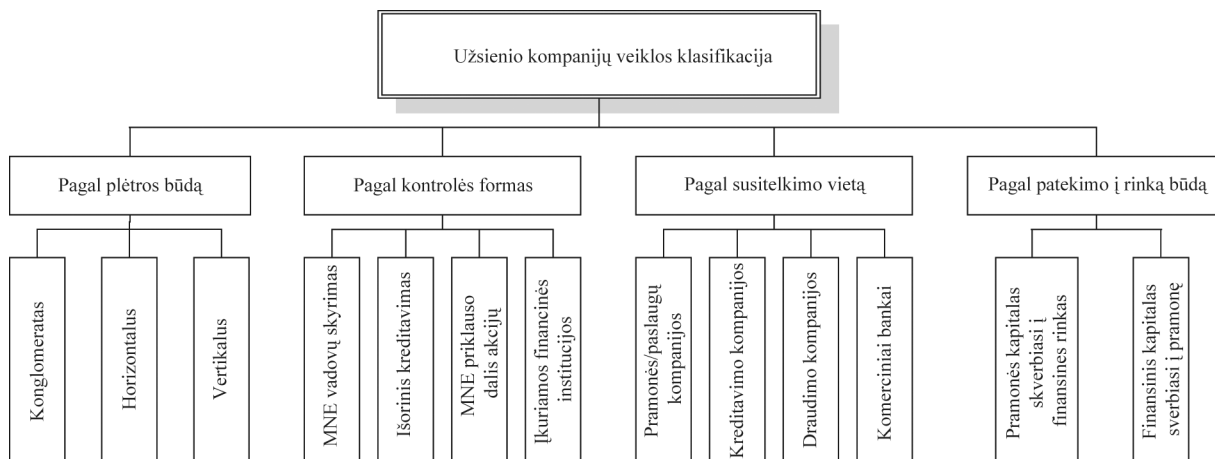 Užsienio kompanijų veiklos klasifikacija
Pagal plėtros būdą
Pagal kontrolės formas
Pagal susitelkimo vietą
Pagal patekimo į rinką būdą
Konglomeratas
Horizontalus
Vertikalus
MNE vadovų skyrimas
Išorinis kreditavimas
MNE priklauso
dalis akcijų
Įkuriamos financinės
institucijos
Pramonės/paslaugų
kompanijos
Kreditavimo kompanijos
Draudimo kompanijos
Komerciniai bankai
Pramonės kapitalas
skverbiasi į
finansines rinkas
Finansinis kapitalas
sverbiasi į pramonę